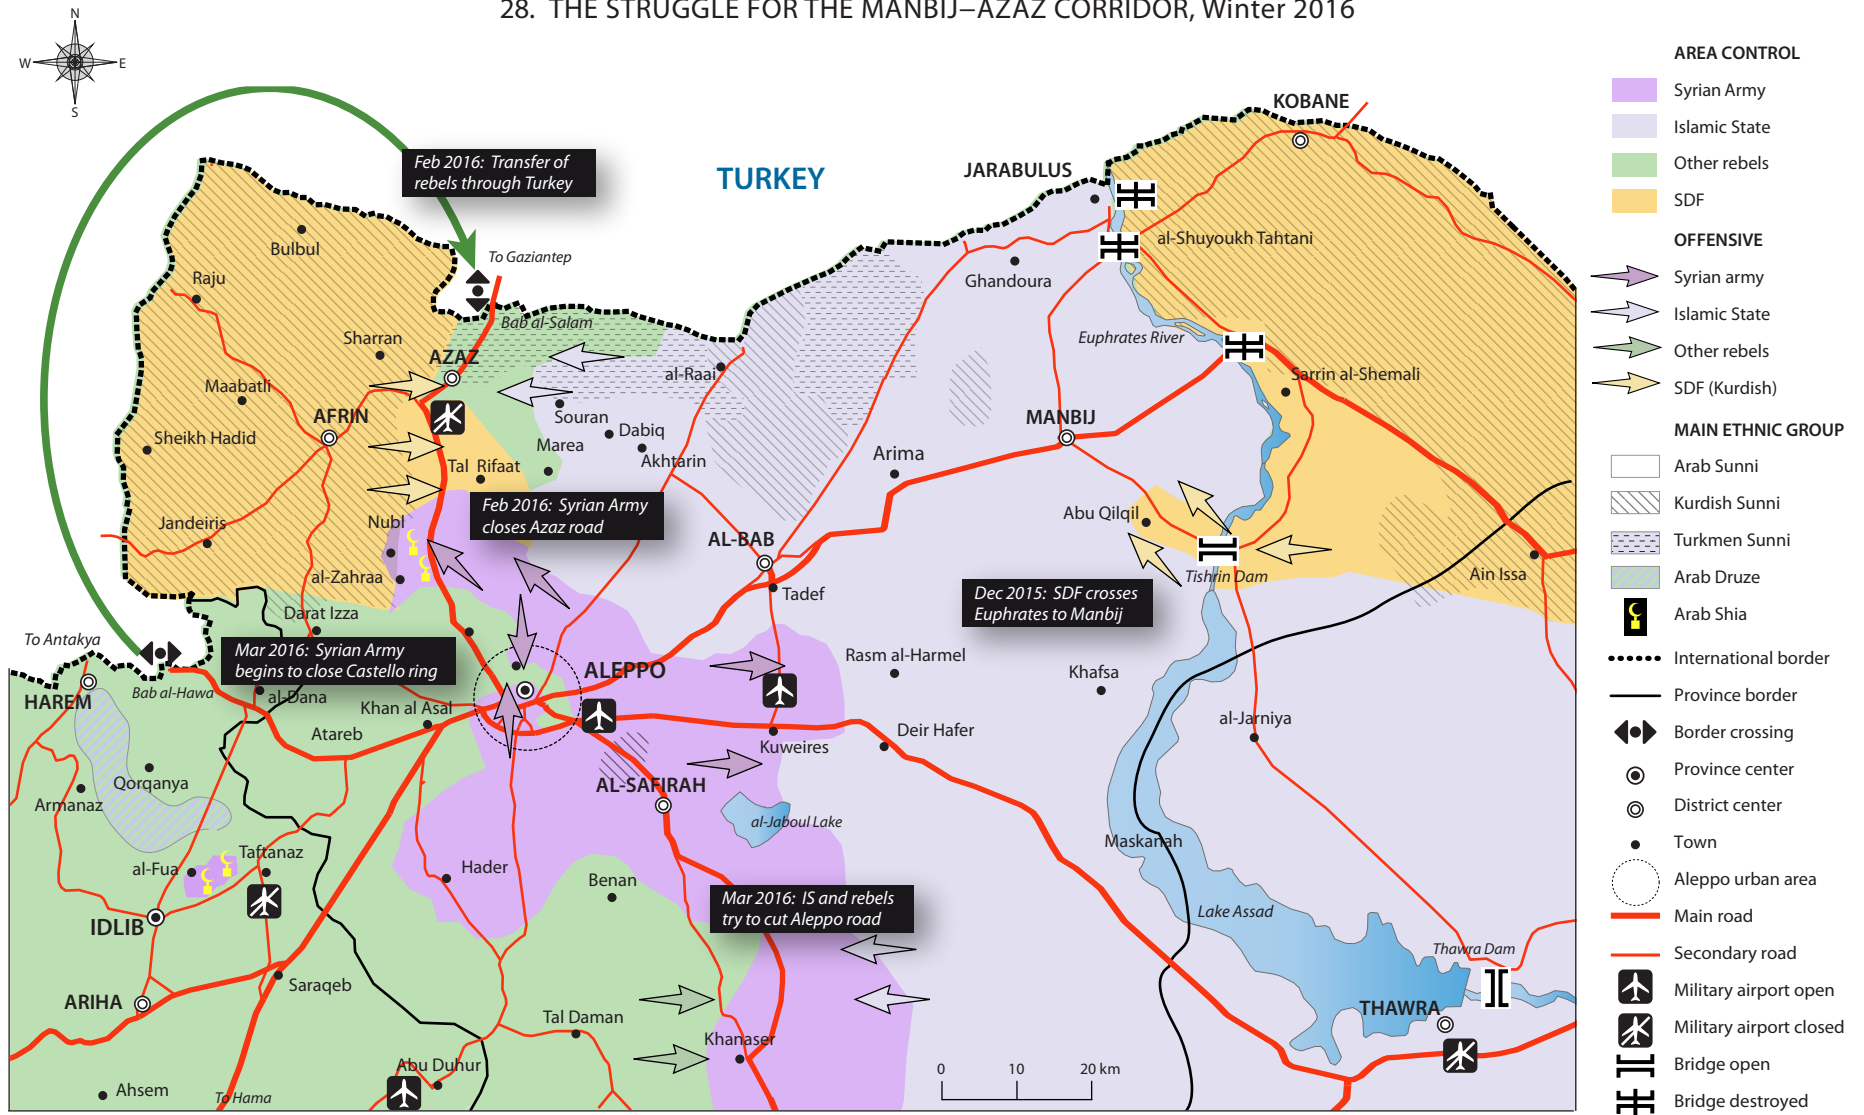 28. THE STRUGGLE FOR THE MANBIJ–AZAZ CORRIDOR, Winter 2016
N
W
E
S
Feb 2016: Transfer of
rebels through Turkey
TURKEY
JARABULUS
KOBANE
To Gaziantep
al-Shuyoukh Tahtani
Bulbul
Raju
Ghandoura
Bab al-Salam
Euphrates River
Sharran
AZAZ
al-Raai
Sarrin al-Shemali
Maabatli
AFRIN
Souran
MANBIJ
Sheikh Hadid
Dabiq
Marea
Akhtarin
Arima
Tal Rifaat
Feb 2016: Syrian Army
closes Azaz road
Abu Qilqil
Jandeiris
Nubl
AL-BAB
al-Zahraa
Tishrin Dam
Ain Issa
Tadef
Dec 2015: SDF crosses
Euphrates to Manbij
Darat Izza
To Antakya
Mar 2016: Syrian Army
begins to close Castello ring
ALEPPO
Rasm al-Harmel
Khafsa
HAREM
Bab al-Hawa
al-Dana
Khan al Asal
al-Jarniya
Atareb
Deir Hafer
Kuweires
Qorqanya
AL-SAFIRAH
Armanaz
al-Jaboul Lake
Maskanah
Taftanaz
al-Fua
Hader
Benan
Mar 2016: IS and rebels
try to cut Aleppo road
Lake Assad
IDLIB
Thawra Dam
Saraqeb
ARIHA
THAWRA
Tal Daman
Khanaser
Abu Duhur
Ahsem
To Hama
0
10
20 km
AREA CONTROL
Syrian Army
Islamic State
Other rebels
SDF
OFFENSIVE
Syrian army
Islamic State
Other rebels
SDF (Kurdish)
MAIN ETHNIC GROUP
Arab Sunni
Kurdish Sunni
Turkmen Sunni
Arab Druze
Arab Shia
International border
Province border
Border crossing
Province center
District center
Town
Aleppo urban area
Main road
Secondary road
Military airport open
Military airport closed
Bridge open
Bridge destroyed